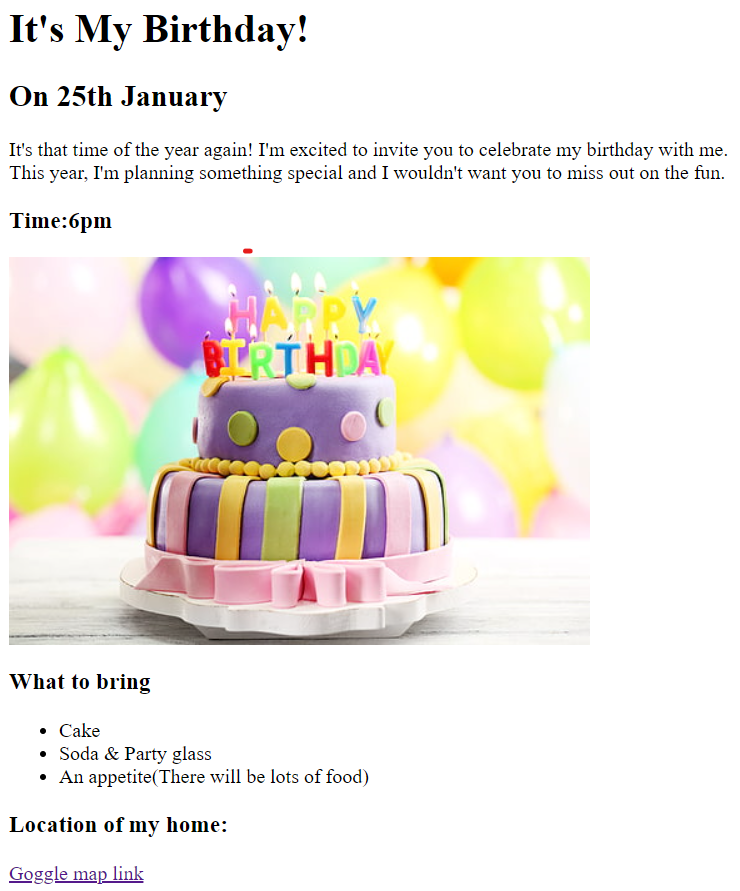 It's My Birthday!
On 25th January
It's that time of the year again! I'm excited to invite you to celebrate my birthday with me.
This year, I'm planning something special and I wouldn't want you to miss out on the fun.
Time:6pm
HAPPY
BIRTHDAY
What to bring
Cake
Soda & Party glass
An appetite(There will be lots of food)
Location of my home:
Goggle map link